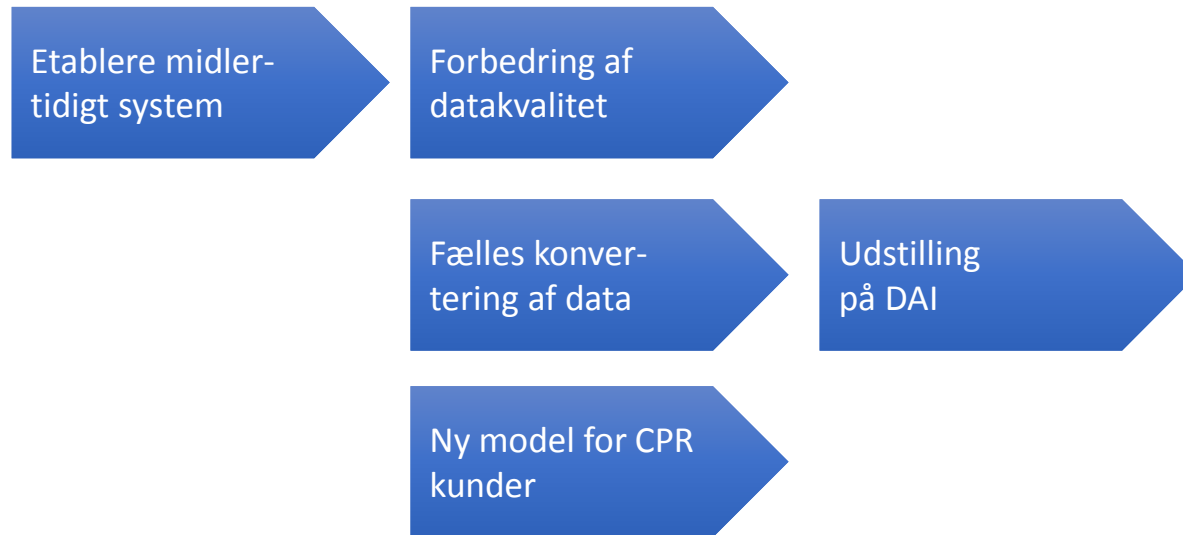 Etablere midler-
tidigt system
Forbedring af
datakvalitet
Fælles konver-
tering af data
Udstilling
på DAI
Ny model for CPR
kunder